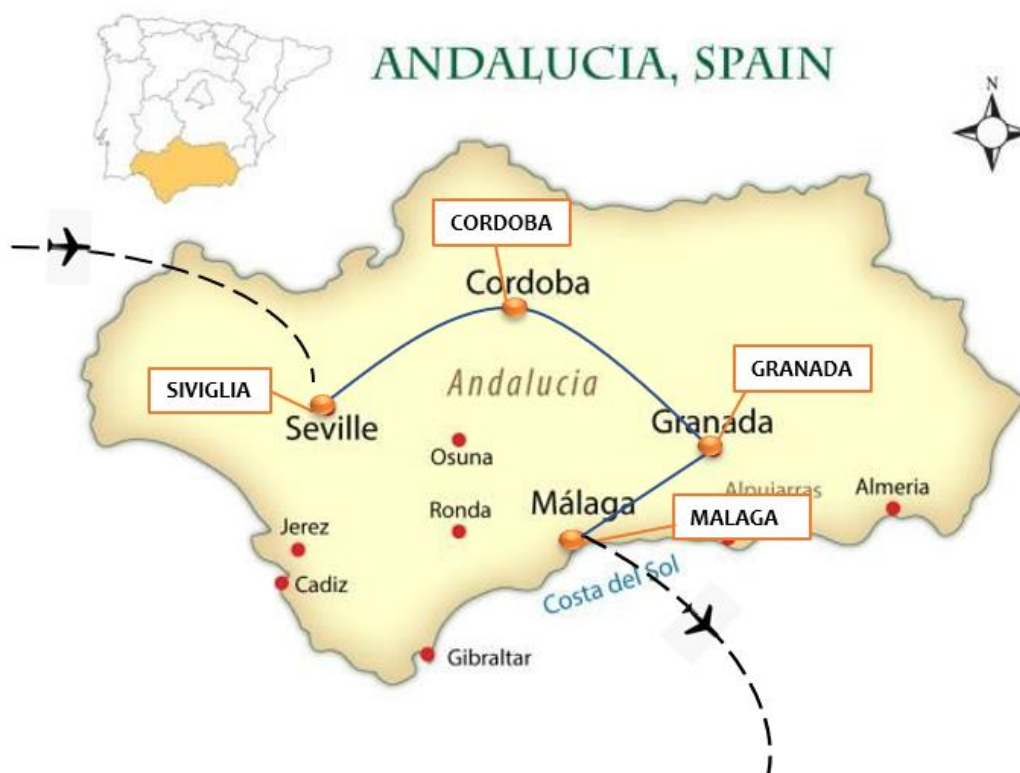 ANDALUCIA, SPAIN
N
CORDOBA
Cordoba
SIVIGLIA
Seville
Andalucia
GRANADA
Granada
Osuna
Ronda
Málaga
MALAGA
Alpujarras
Almeria
Jerez
Cadiz
Costa del Sol
Gibraltar